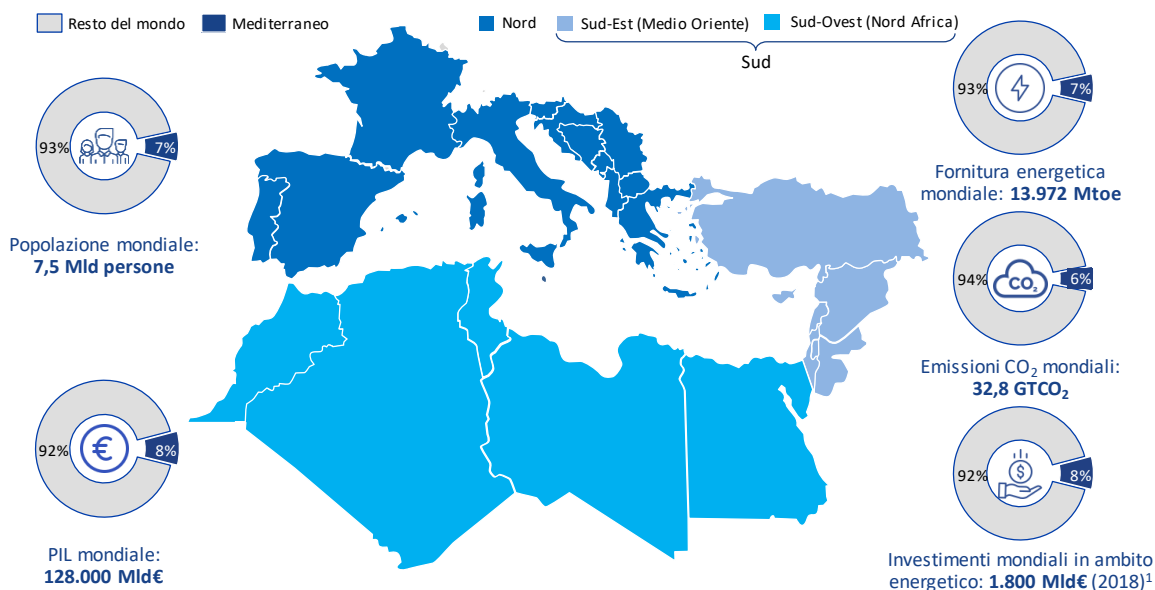 Resto del mondo
Mediterraneo
Nord
Sud-Est (Medio Oriente)
Sud-Ovest (Nord Africa)
Sud
93%
7%
Popolazione mondiale:
7,5 Mld persone
92%
€
8%
PIL mondiale:
128.000 Mld€
93%
7%
Fornitura energetica
mondiale: 13.972 Mtoe
94%
CO₂
6%
Emissioni CO₂ mondiali:
32,8 GTCO₂
92%
$
8%
Investimenti mondiali in ambito
energetico: 1.800 Mld€ (2018)¹